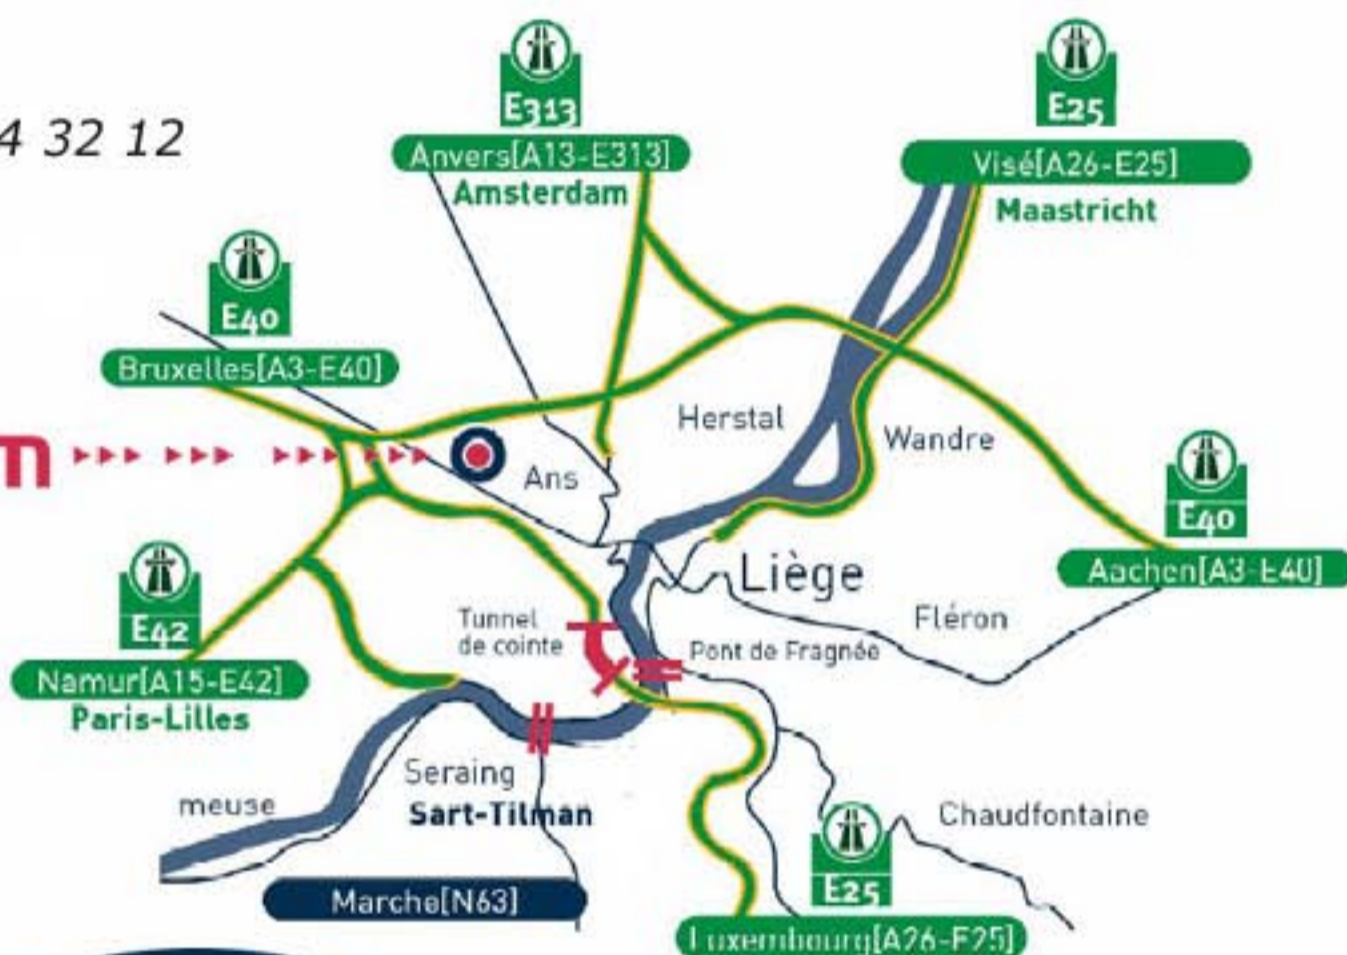 4 32 12
E313
Anvers[A13-E313]
Amsterdam
E25
Visé[A26-E25]
Maastricht
E40
Bruxelles[A3-E40]
m
Herstal
Wandre
Ans
E40
Aachen[A3-E40]
Liège
Fléron
E42
Namur[A15-E42]
Paris-Lilles
Tunnel
de cointe
Pont de Fragnée
Seraing
Sart-Tilman
meuse
Chaudfontaine
Marche[N63]
E25
Luxembourg[A26-E25]